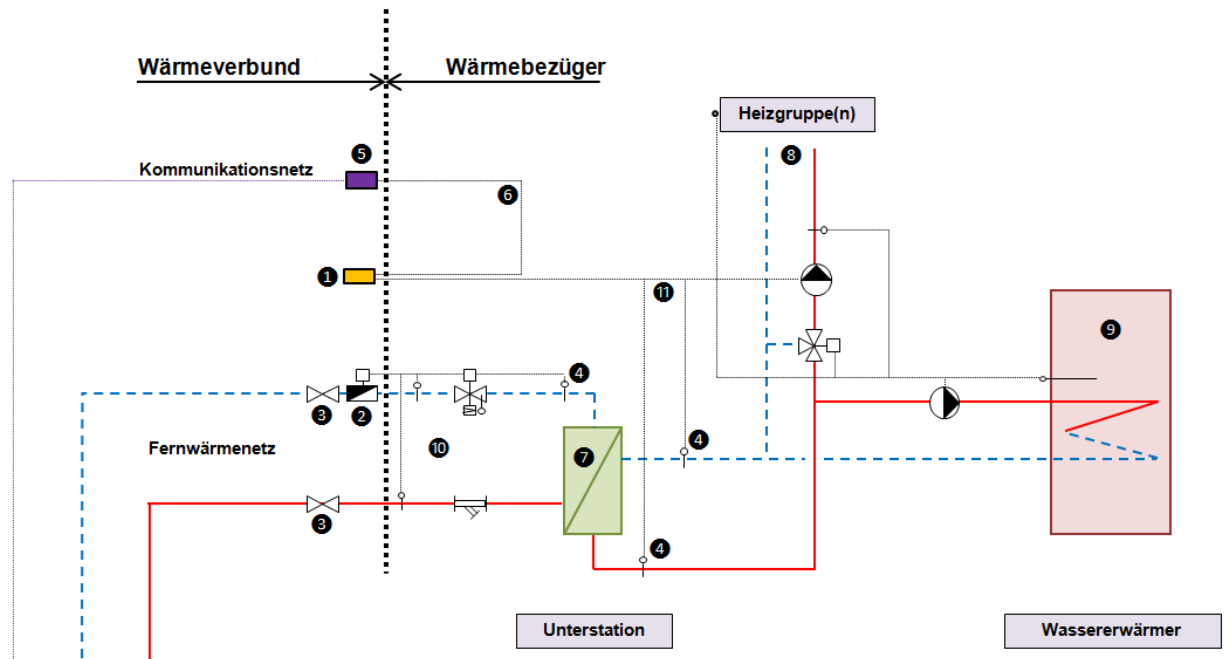 Wärmeverbund
Wärmebezüger
Heizgruppe(n)
5
8
Kommunikationsnetz
6
1
11
9
4
3
2
4
Fernwärmenetz
10
7
3
4
Unterstation
Wassererwärmer